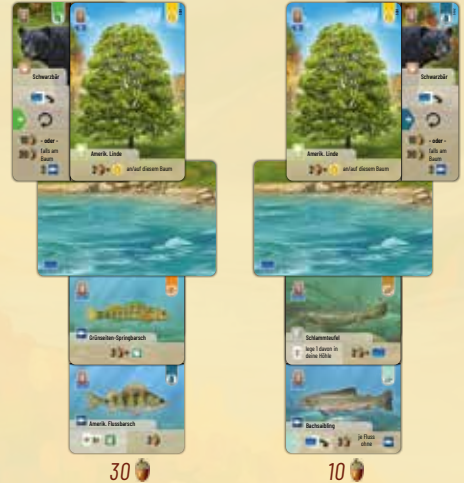 Schwarzbär
- oder -
falls am
Baum
Amerik. Linde
an/auf diesem Baum
Grünseiten-Springbarsch
Amerik. Flussbarsch
30
Schwarzbär
- oder -
falls am
Baum
Amerik. Linde
an/auf diesem Baum
Schlammteufel
lege 1 davon in
deine Höhle
Bachsaibling
je Fluss
ohne
10